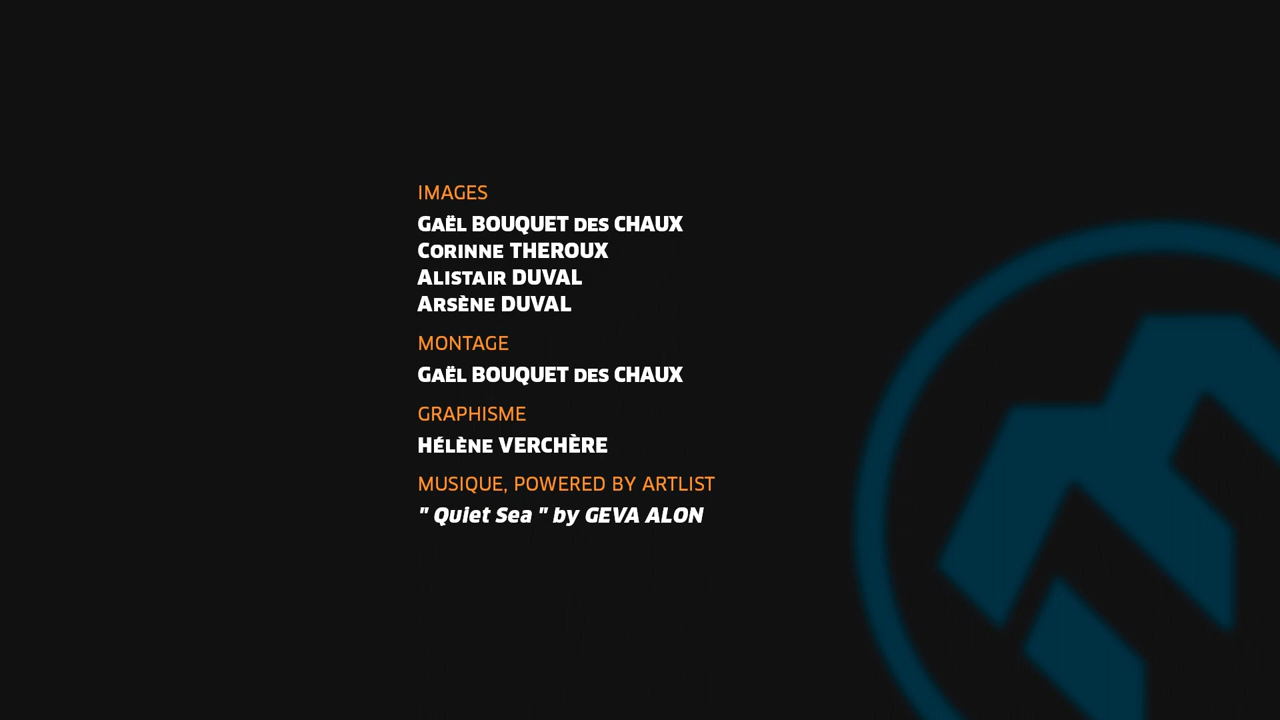 IMAGES
GAËL BOUQUET DES CHAUX
CORINNE THEROUX
ALISTAIR DUVAL
ARSÈNE DUVAL
MONTAGE
GAËL BOUQUET DES CHAUX
GRAPHISME
HÉLÈNE VERCHÈRE
MUSIQUE, POWERED BY ARTLIST
" Quiet Sea " by GEVA ALON